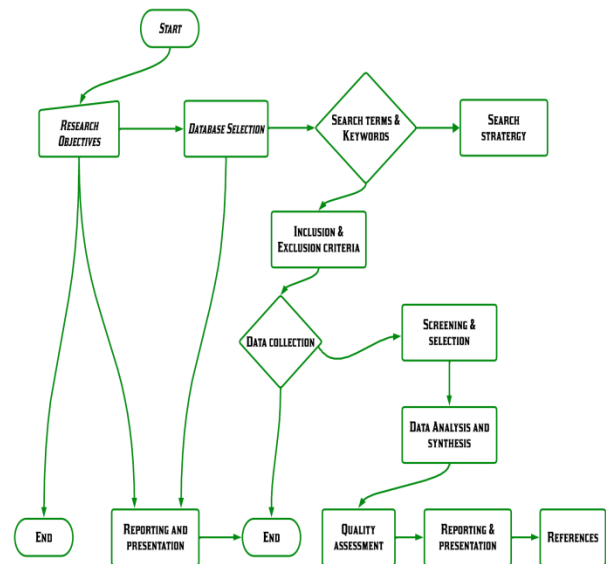 Start
Research
Objectives
Database Selection
Search terms &
Keywords
Search
stratergy
Inclusion &
Exclusion criteria
Data collection
Screening &
selection
Data Analysis and
synthesis
End
Reporting and
presentation
End
Quality
assessment
Reporting &
presentation
References